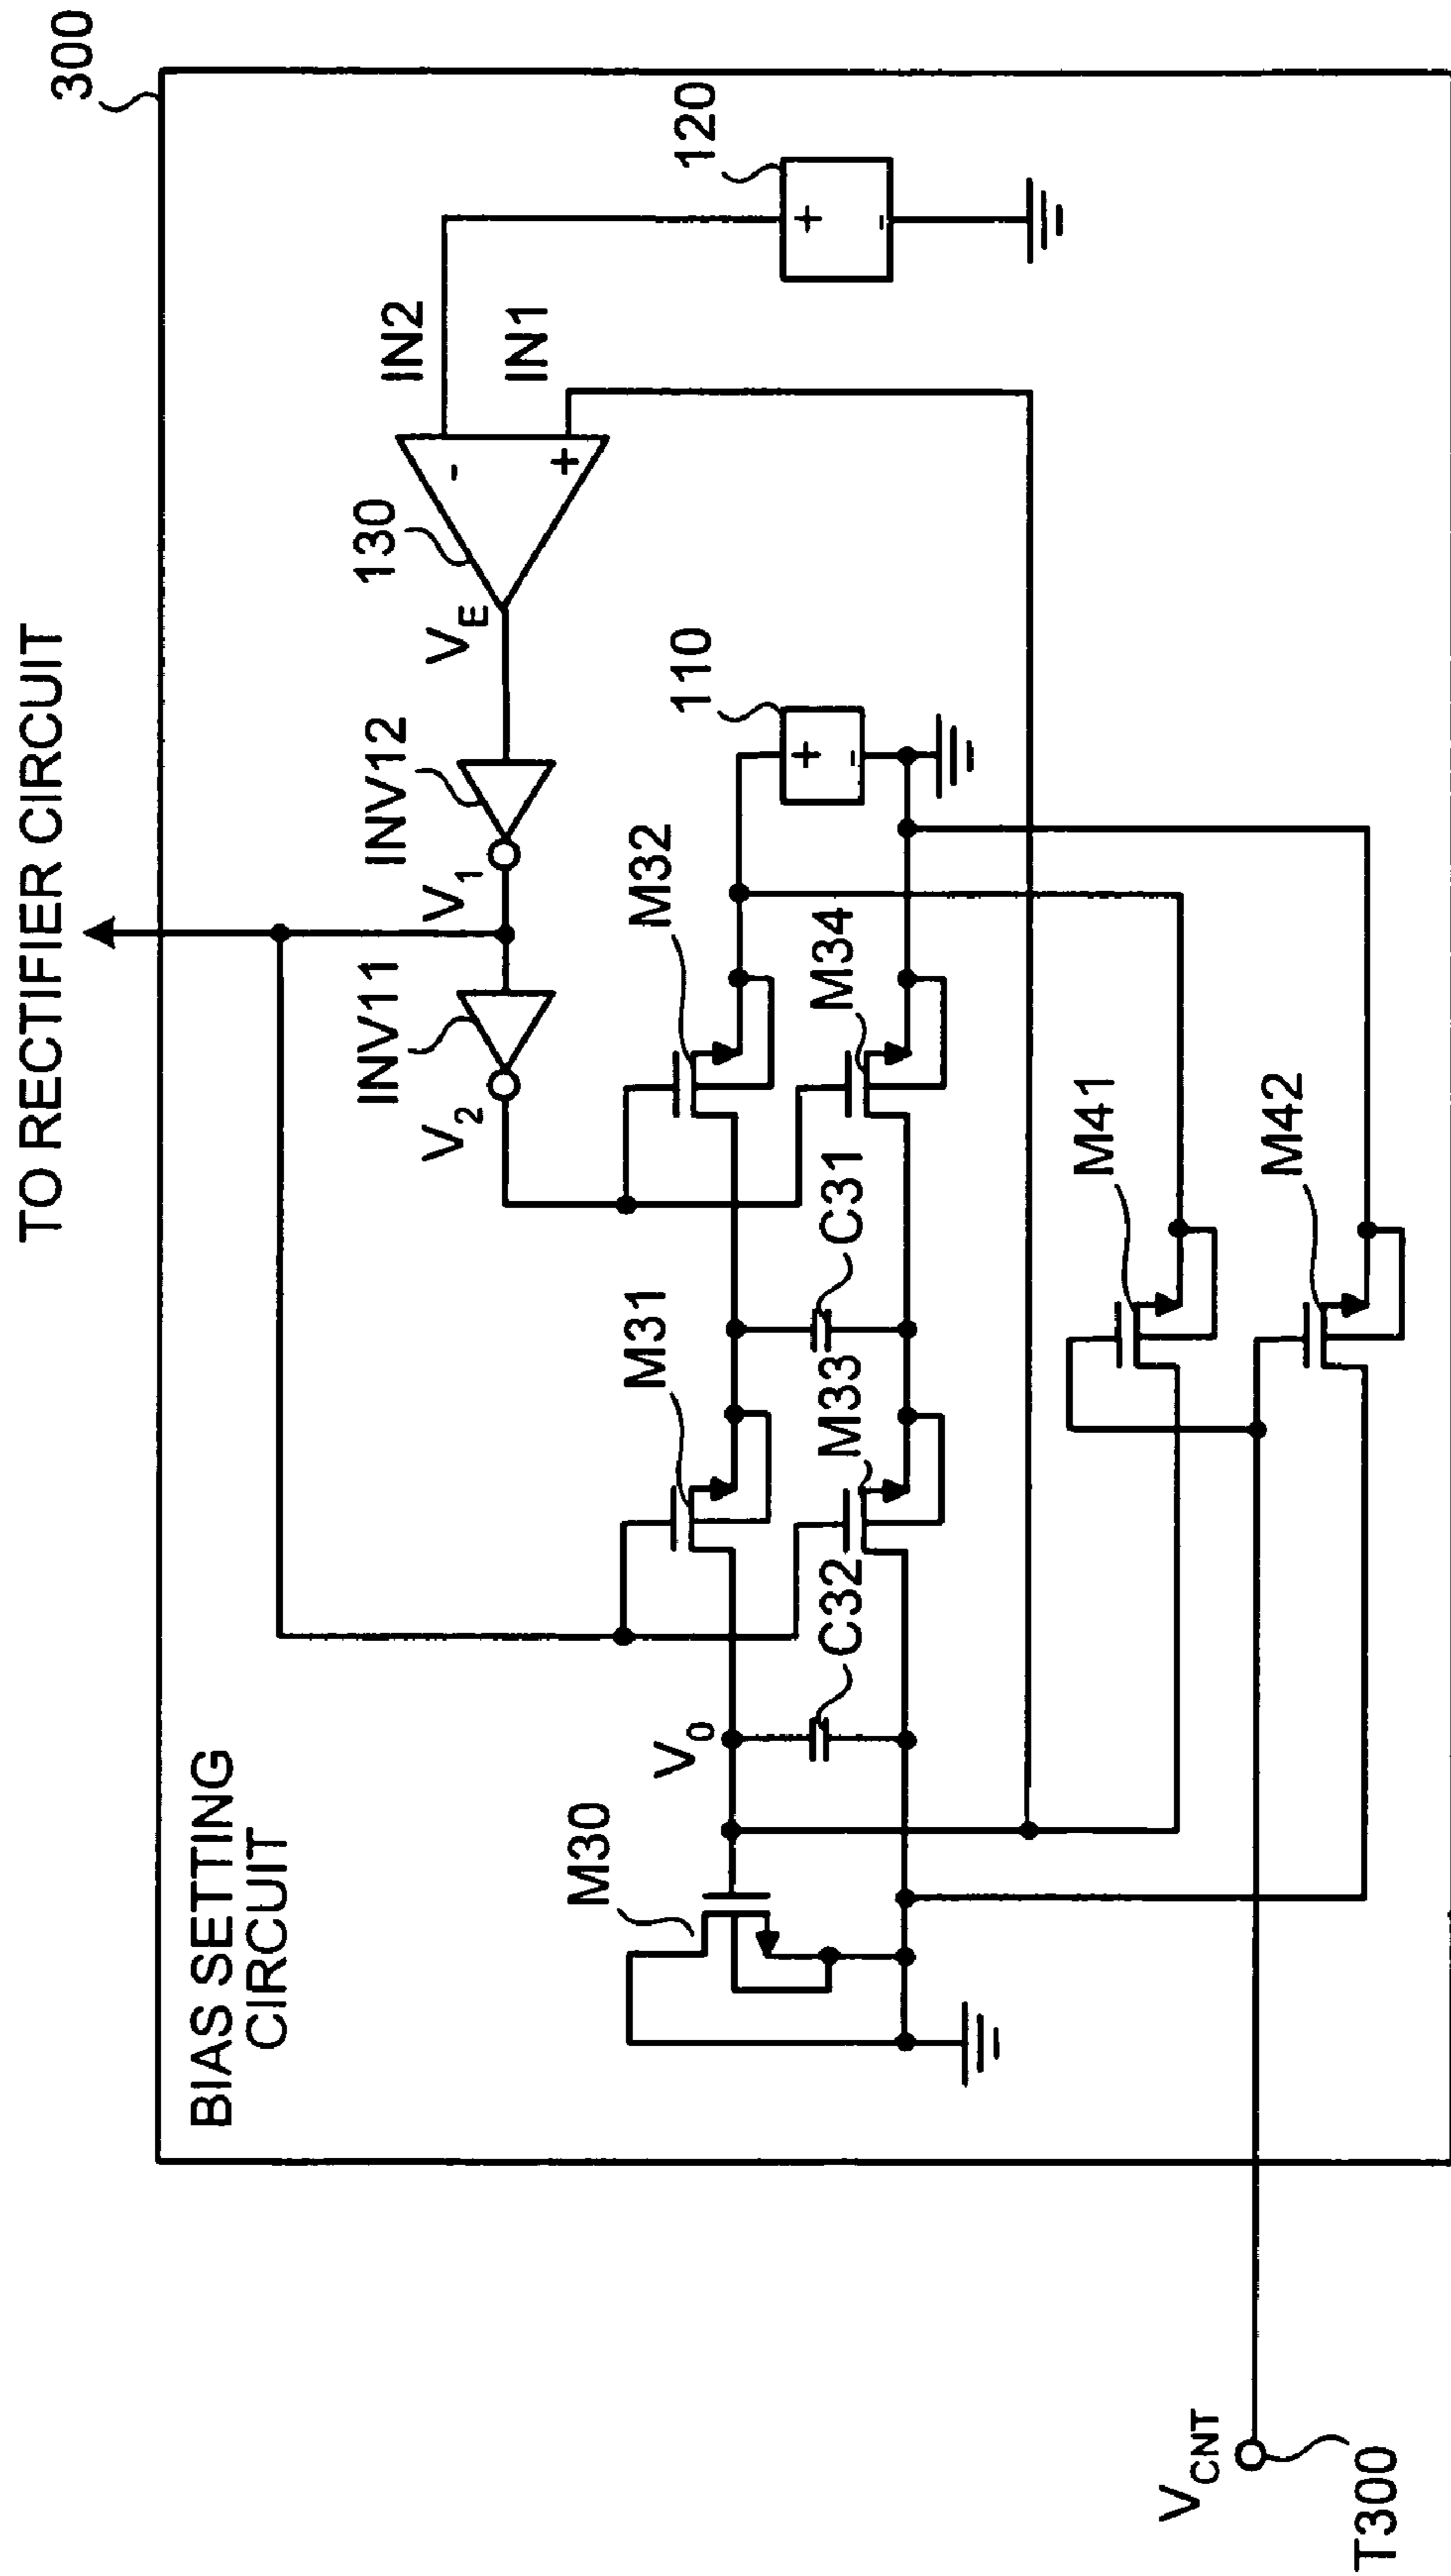 300
TO RECTIFIER CIRCUIT
BIAS SETTING
CIRCUIT
120
+
-
IN2
IN1
130
-
+
V_E
INV12
V_1
INV11
V_2
110
+
-
M32
M34
C31
M31
M33
C32
V_0
M30
M41
M42
V_CNT
T300